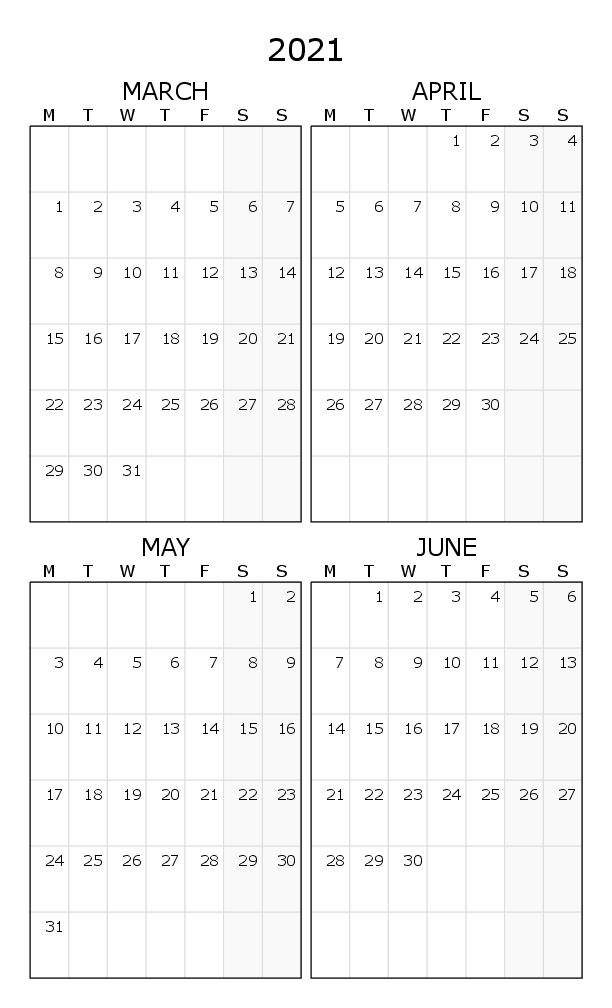 2021
MARCH
M T W T F S S
1 2 3 4 5 6 7
8 9 10 11 12 13 14
15 16 17 18 19 20 21
22 23 24 25 26 27 28
29 30 31
APRIL
M T W T F S S
1 2 3 4
5 6 7 8 9 10 11
12 13 14 15 16 17 18
19 20 21 22 23 24 25
26 27 28 29 30
MAY
M T W T F S S
1 2
3 4 5 6 7 8 9
10 11 12 13 14 15 16
17 18 19 20 21 22 23
24 25 26 27 28 29 30
31
JUNE
M T W T F S S
1 2 3 4 5 6
7 8 9 10 11 12 13
14 15 16 17 18 19 20
21 22 23 24 25 26 27
28 29 30